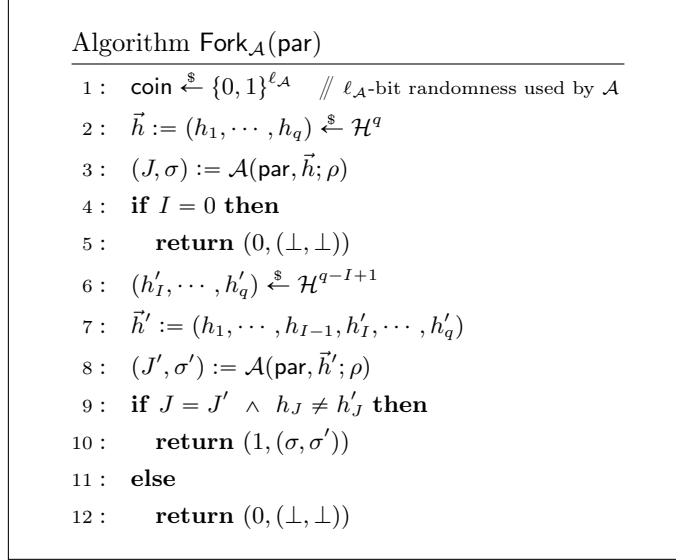 Algorithm Fork_A(par)
1 : coin ←$ {0, 1}^{ℓ_A} // ℓ_A-bit randomness used by A
2 : h⃗ := (h_1, ⋯ , h_q) ←$ H^q
3 : (J, σ) := A(par, h⃗; ρ)
4 : if I = 0 then
5 : return (0, (⊥, ⊥))
6 : (h′_I, ⋯ , h′_q) ←$ H^{q−I+1}
7 : h⃗′ := (h_1, ⋯ , h_{I−1}, h′_I, ⋯ , h′_q)
8 : (J′, σ′) := A(par, h⃗′; ρ)
9 : if J = J′ ∧ h_J ≠ h′_J then
10 : return (1, (σ, σ′))
11 : else
12 : return (0, (⊥, ⊥))